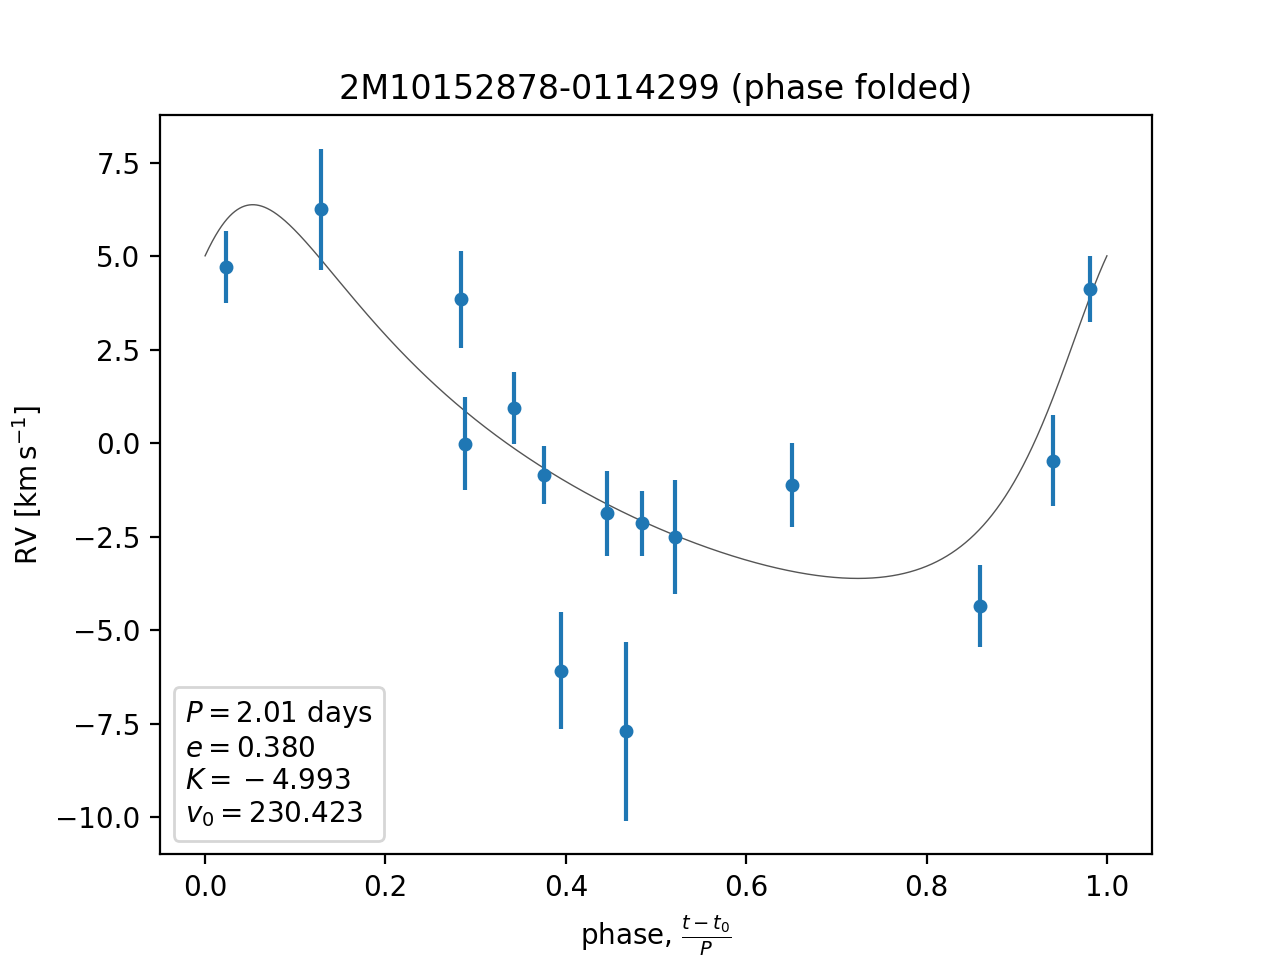 2M10152878-0114299 (phase folded)
RV [km s⁻¹]
7.5
5.0
2.5
0.0
−2.5
−5.0
−7.5
−10.0
P = 2.01 days
e = 0.380
K = −4.993
v₀ = 230.423
0.0 0.2 0.4 0.6 0.8 1.0
phase, (t − t₀)/P